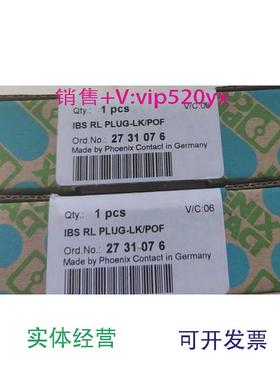 销售+V:vip520yx
Qty.: 1 pcs V/C:06
IBS RL PLUG-LK/POF
Ord.No.: 27 31 07 6
Made by Phoenix Contact in Germany
Qty.: 1 pcs V/C:06
IBS RL PLUG-LK/POF
Ord.No.: 27 31 07 6
Made by Phoenix Contact in Germany
实体经营 可开发票